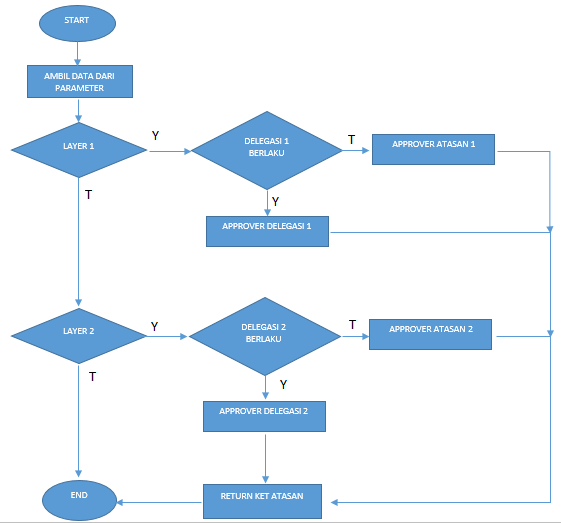 START
AMBIL DATA DARI
PARAMETER
LAYER 1
Y
DELEGASI 1
BERLAKU
T
APPROVER ATASAN 1
T
Y
APPROVER DELEGASI 1
LAYER 2
Y
DELEGASI 2
BERLAKU
T
APPROVER ATASAN 2
T
Y
APPROVER DELEGASI 2
END
RETURN KET ATASAN